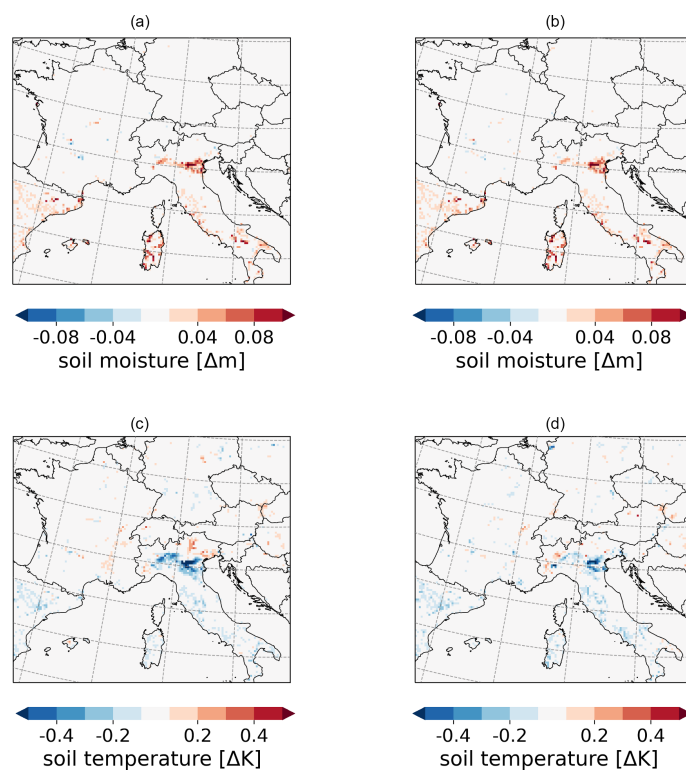 (a)
(b)
-0.08 -0.04 0.04 0.08
soil moisture [Δm]
-0.08 -0.04 0.04 0.08
soil moisture [Δm]
(c)
(d)
-0.4 -0.2 0.2 0.4
soil temperature [ΔK]
-0.4 -0.2 0.2 0.4
soil temperature [ΔK]